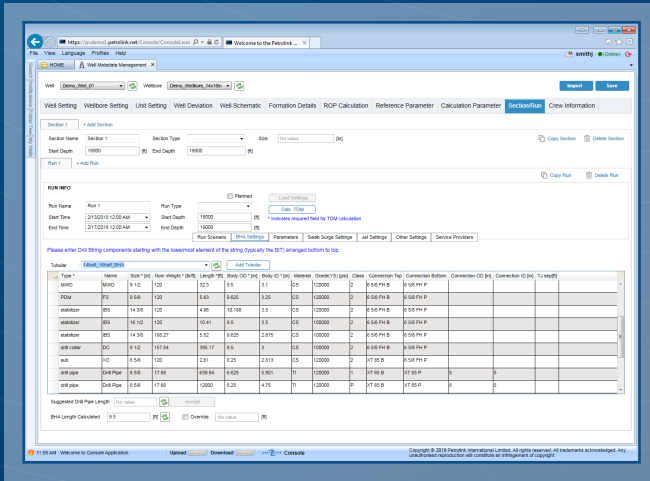 https://pvdemo1.petrolink.net/Console/ConsoleLaun
Welcome to the Petrolink ...
File View Language Profiles Help
smithj (Online)
HOME Well Metadata Management
Search Notifications
My Wells
Well Demo_Well_01 Wellbore Demo_Wellbore_14x16in
Import Save
Well Setting Wellbore Setting Unit Setting Well Deviation Well Schematic Formation Details ROP Calculation Reference Parameter Calculation Parameter Section/Run Crew Information
Section 1 + Add Section
Section Name Section 1 Section Type Size No value [in] Copy Section Delete Section
Start Depth 19000 [ft] End Depth 19000 [ft]
Run 1 + Add Run
Copy Run Delete Run
RUN INFO
Planned Load Settings
Run Name Run 1 Run Type Calc. TDM
Start Time 2/13/2018 12:00 AM Start Depth 19000 [ft] * Indicates required field for TDM calculation
End Time 2/17/2018 12:00 AM End Depth 19000 [ft]
Run Scenario BHA Settings Parameters Swab Surge Settings Jet Settings Other Settings Service Providers
Please enter Drill String components starting with the lowermost element of the string (typically the BIT) arranged bottom to top.
Tubular 14half_16half_BHA Add Tubular
Type * Name Size * [in] Nom Weight * [lb/ft] Length *[ft] Body OD * [in] Body ID * [in] Material Grade(YS) [psi] Class Connection Top Connection Bottom Connection OD [in] Connection ID [in] TJ sep[ft]
MWD MWD 9 1/2 120 32.3 9.5 3.1 CS 120000 2 6 5/8 FH B 6 5/8 FH P
PDM FS 9 5/8 120 5.63 9.625 3.25 CS 120000 2 6 5/8 FH B 6 5/8 FH P
stabilizer IBS 14 3/8 120 4.96 10.188 3.5 CS 120000 2 6 5/8 FH B 6 5/8 FH P
stabilizer IBS 16 1/2 120 10.41 9.5 3.5 CS 120000 2 6 5/8 FH B 6 5/8 FH P
stabilizer IBS 14 3/8 188.27 5.52 9.625 2.875 CS 100000 2 6 5/8 FH B 6 5/8 FH P
drill collar DC 9 1/2 157.84 395.17 9.5 3 CS 100000 2 6 5/8 FH B 6 5/8 FH P
sub XO 6 5/8 120 2.61 8.25 2.813 CS 120000 2 XT 65 B 6 5/8 FH P
drill pipe Drill Pipe 6 5/8 17.68 639.94 6.625 5.901 TI 120000 1 XT 65 B XT 65 P 8 5
drill pipe Drill Pipe 6 5/8 17.68 12000 8.25 4.75 TI 120000 P XT 65 B XT 65 P 8 5
Suggested Drill Pipe Length No value Accept
BHA Length Calculated 9.5 [ft] Override No value [ft]
11:59 AM Welcome to Console Application. Upload Download Console Copyright © 2018 Petrolink International Limited. All rights reserved. All trademarks acknowledged. Any
unauthorised reproduction will constitute an infringement of copyright.